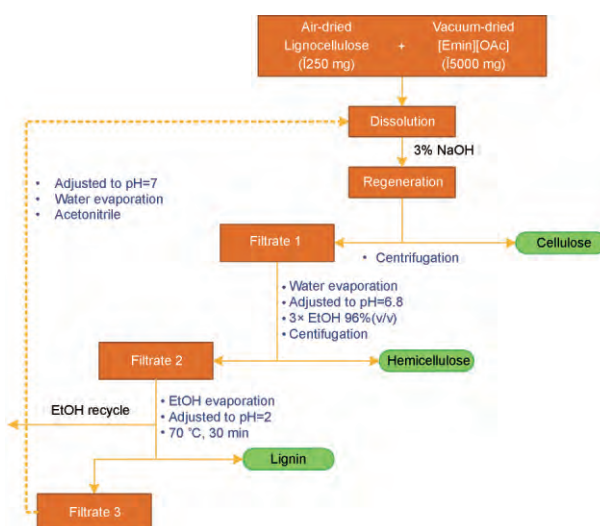 Air-dried
Lignocellulose
(Î250 mg)
+
Vacuum-dried
[Emin][OAc]
(Î5000 mg)
Dissolution
3% NaOH
Regeneration
• Adjusted to pH=7
• Water evaporation
• Acetonitrile
Filtrate 1
Cellulose
• Centrifugation
• Water evaporation
• Adjusted to pH=6.8
• 3× EtOH 96%(v/v)
• Centifugation
Filtrate 2
Hemicellulose
• EtOH evaporation
• Adjusted to pH=2
• 70 °C, 30 min
EtOH recycle
Lignin
Filtrate 3